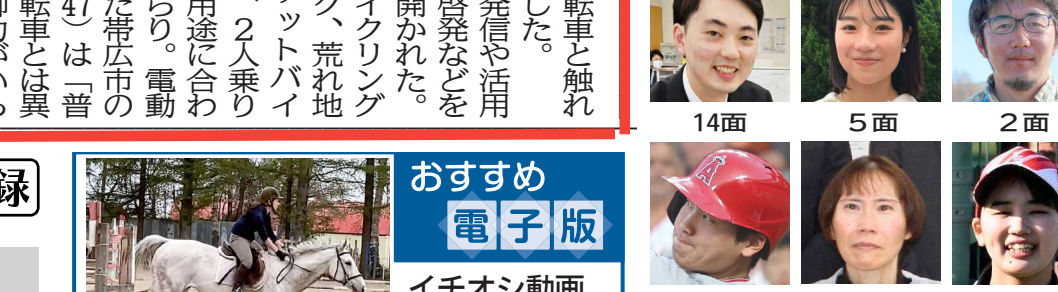 転車と触れ
した。
発信や活用
啓発などを
開かれた。
イクリング
ク、荒れ地
ァットバイ
、2人乗り
用途に合わ
らり。電動
た帯広市の
47）は「普
転車とは異
14面
5面
2面
録
おすすめ
電子版
イチオシ動画
A